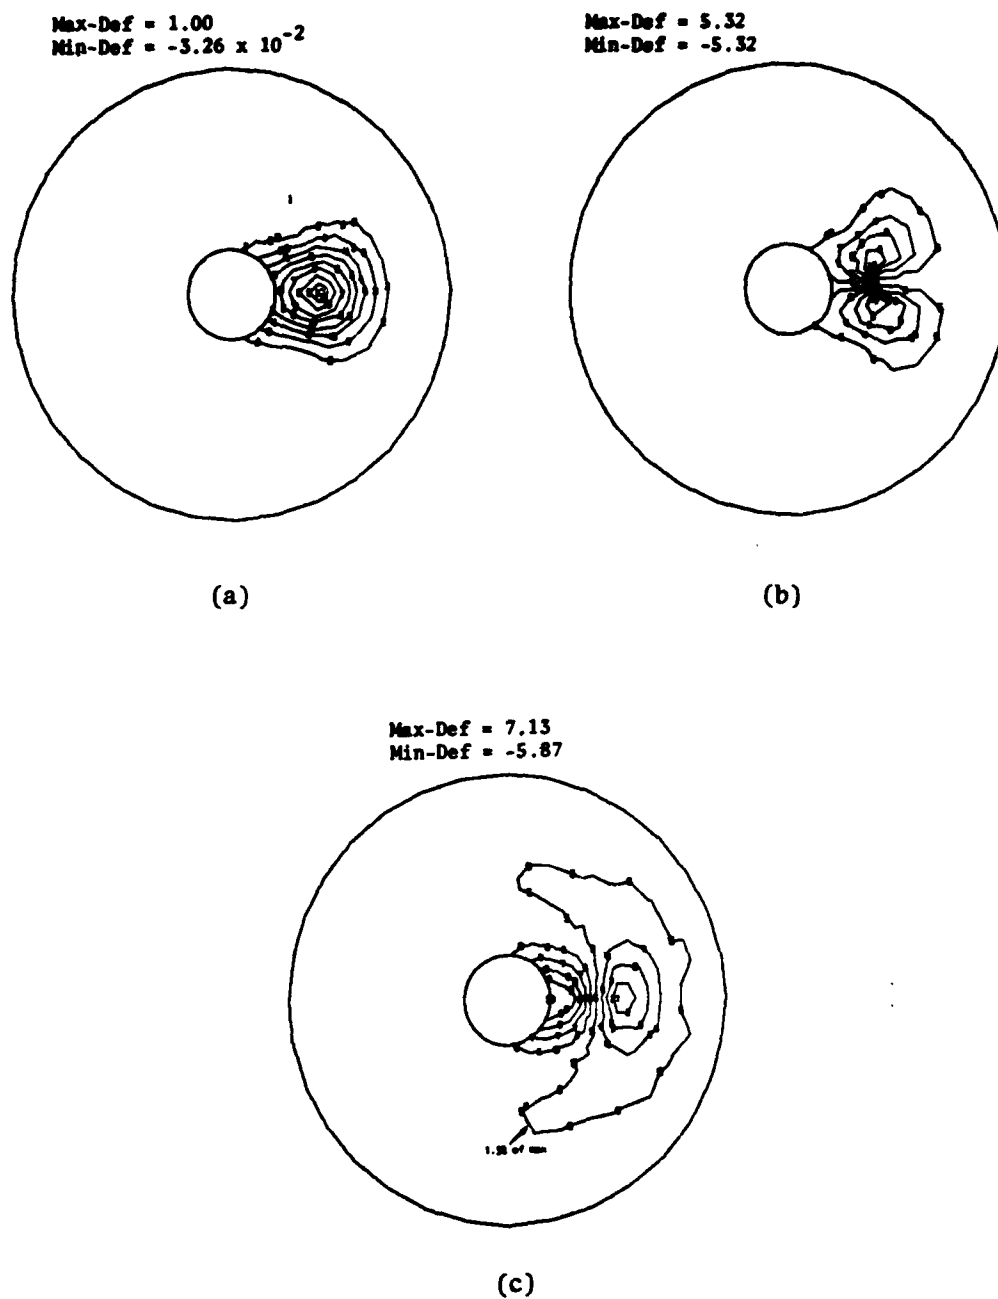 Max-Def = 1.00
Min-Def = -3.26 x 10-2
Max-Def = 5.32
Min-Def = -5.32
(a)
(b)
Max-Def = 7.13
Min-Def = -5.87
of
(c)